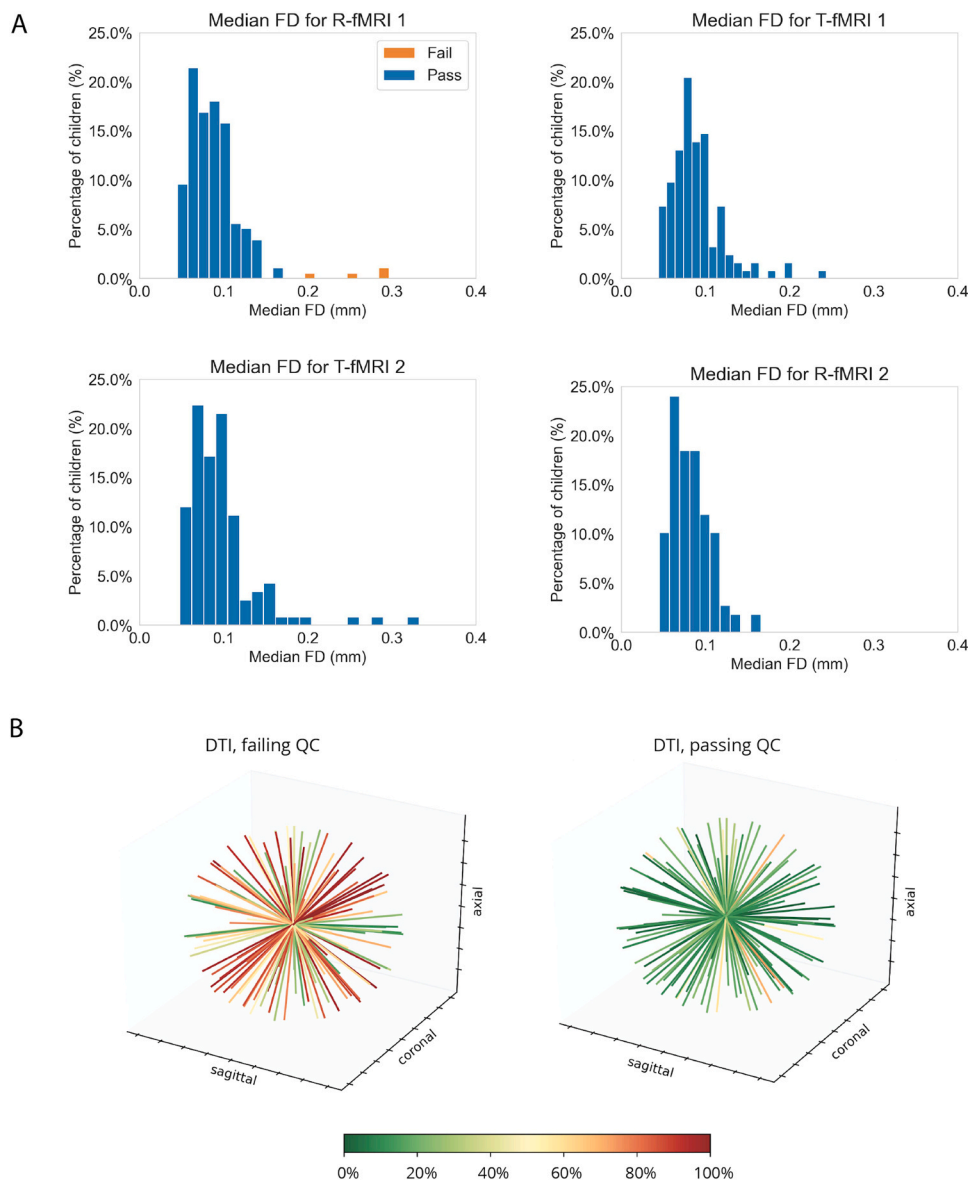 A
Median FD for R-fMRI 1
25.0%
20.0%
15.0%
10.0%
5.0%
0.0%
Percentage of children (%)
Fail
Pass
0.0 0.1 0.2 0.3 0.4
Median FD (mm)
Median FD for T-fMRI 1
25.0%
20.0%
15.0%
10.0%
5.0%
0.0%
Percentage of children (%)
0.0 0.1 0.2 0.3 0.4
Median FD (mm)
Median FD for T-fMRI 2
25.0%
20.0%
15.0%
10.0%
5.0%
0.0%
Percentage of children (%)
0.0 0.1 0.2 0.3 0.4
Median FD (mm)
Median FD for R-fMRI 2
25.0%
20.0%
15.0%
10.0%
5.0%
0.0%
Percentage of children (%)
0.0 0.1 0.2 0.3 0.4
Median FD (mm)
B
DTI, failing QC
axial
coronal
sagittal
DTI, passing QC
axial
coronal
sagittal
0% 20% 40% 60% 80% 100%